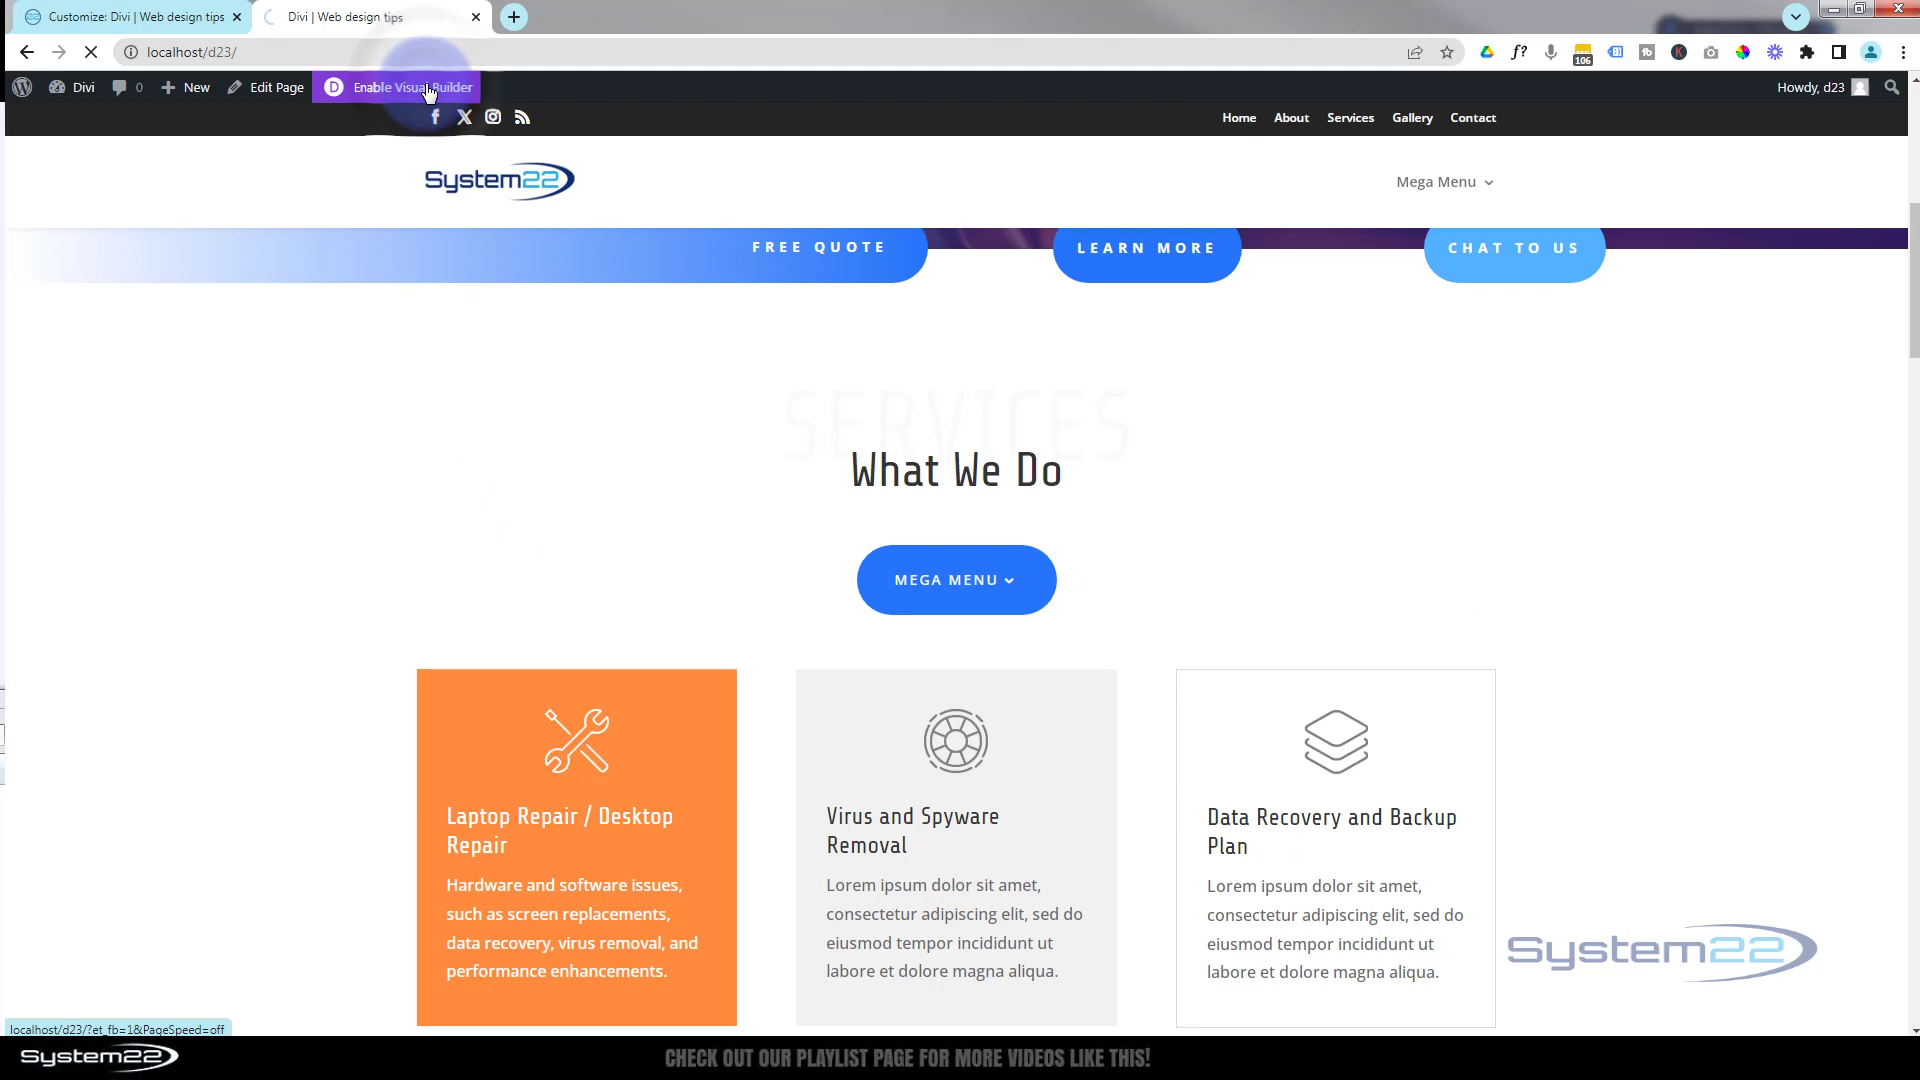 Customize: Divi | Web design tips
Divi | Web design tips
localhost/d23/
106
Divi
0
New
Edit Page
Enable Visual Builder
Howdy, d23
Home
About
Services
Gallery
Contact
System22
Mega Menu
FREE QUOTE
LEARN MORE
CHAT TO US
SERVICES
What We Do
MEGA MENU
Laptop Repair / Desktop
Repair
Hardware and software issues,
such as screen replacements,
data recovery, virus removal, and
performance enhancements.
Virus and Spyware
Removal
Lorem ipsum dolor sit amet,
consectetur adipiscing elit, sed do
eiusmod tempor incididunt ut
labore et dolore magna aliqua.
Data Recovery and Backup
Plan
Lorem ipsum dolor sit amet,
consectetur adipiscing elit, sed do
eiusmod tempor incididunt ut
labore et dolore magna aliqua.
System22
localhost/d23/?et_fb=1&PageSpeed=off
System22
CHECK OUT OUR PLAYLIST PAGE FOR MORE VIDEOS LIKE THIS!